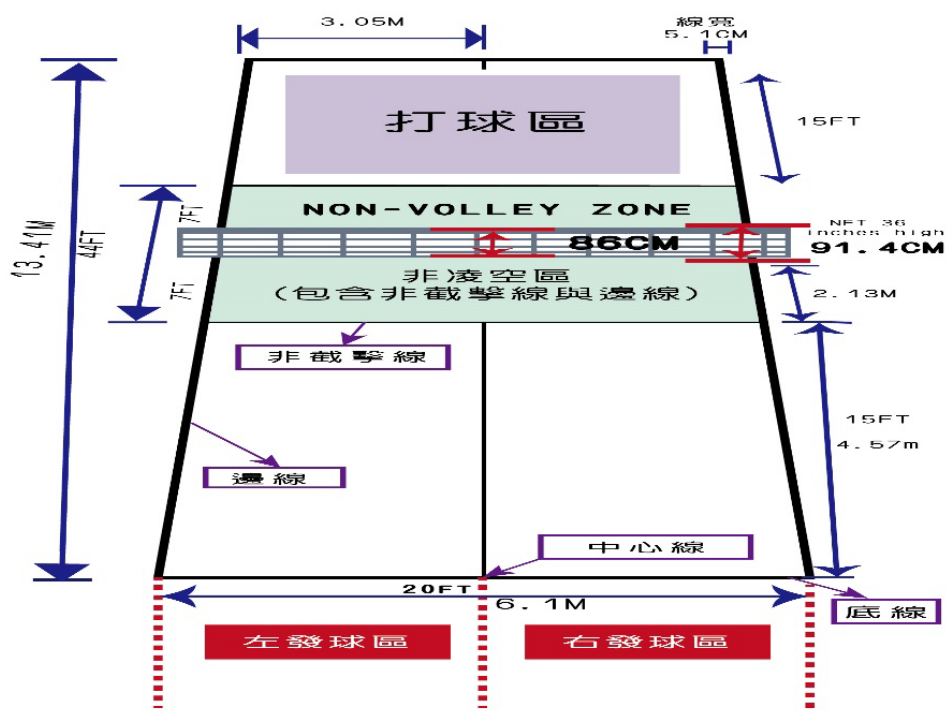 3.05M
線寬
5.1CM
打球區
15FT
13.41M
44FT
7FT
NON-VOLLEY ZONE
NET 36
inches high
86CM
91.4CM
7FT
非凌空區
(包含非截擊線與邊線)
2.13M
非截擊線
15FT
4.57m
邊線
中心線
20FT
6.1M
底線
左發球區
右發球區